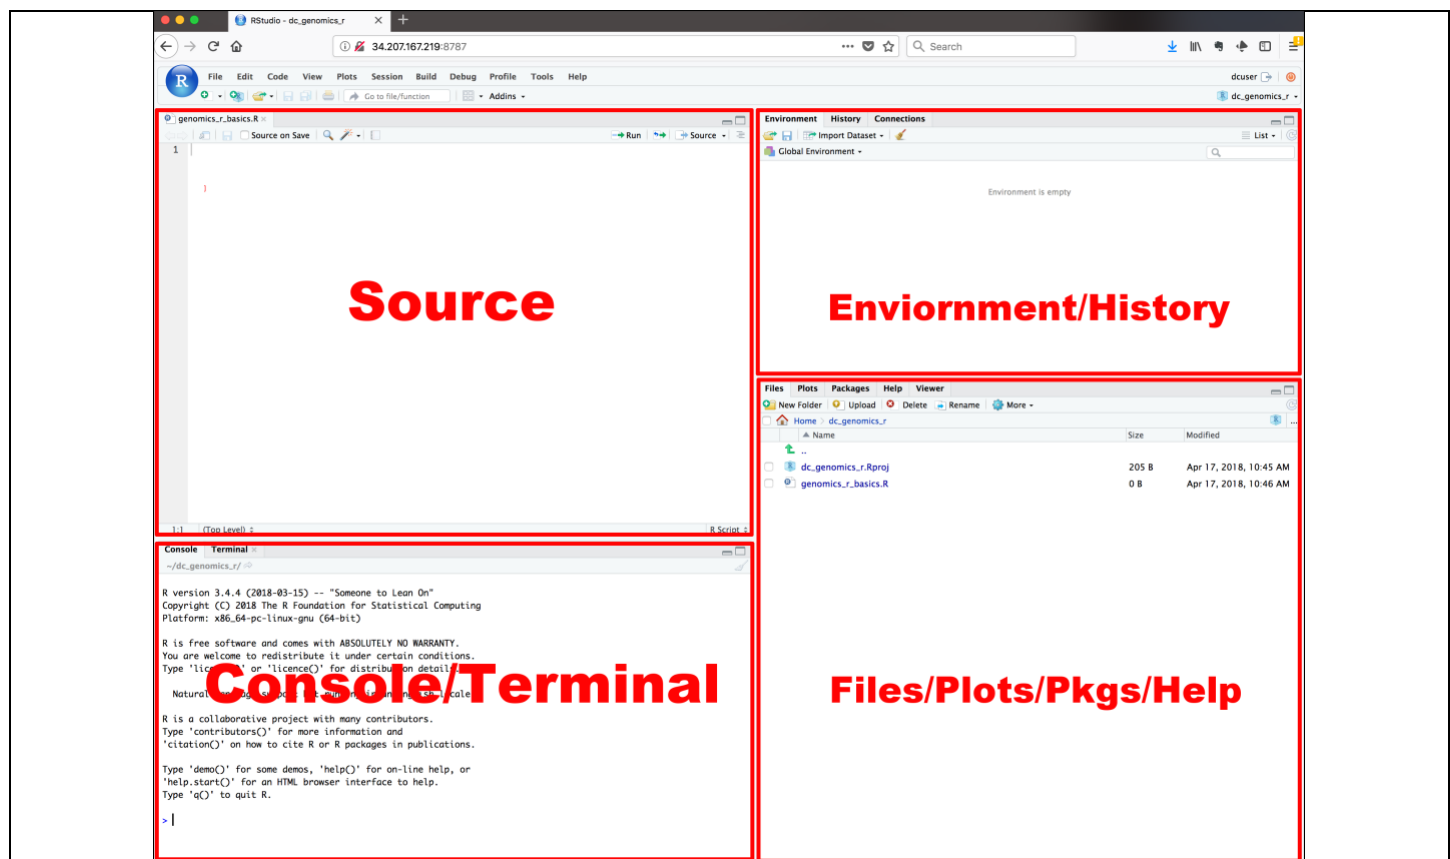 RStudio - dc_genomics_r
34.207.167.219:8787
Search
R
File Edit Code View Plots Session Build Debug Profile Tools Help
dcuser
Go to file/function
Addins
dc_genomics_r
genomics_r_basics.R
Source on Save
Run
Source
1
1
Source
1:1 (Top Level)
R Script
Environment History Connections
Import Dataset
List
Global Environment
Environment is empty
Enviornment/History
Console Terminal
~/dc_genomics_r/
R version 3.4.4 (2018-03-15) -- "Someone to Lean On"
Copyright (C) 2018 The R Foundation for Statistical Computing
Platform: x86_64-pc-linux-gnu (64-bit)
R is free software and comes with ABSOLUTELY NO WARRANTY.
You are welcome to redistribute it under certain conditions.
Type or 'licence()' for distribution
Console/Terminal
R is a collaborative project with many contributors.
Type 'contributors()' for more information and
'citation()' on how to cite R or R packages in publications.
Type 'demo()' for some demos, 'help()' for on-line help, or
'help.start()' for an HTML browser interface to help.
Type 'q()' to quit R.
>
Files Plots Packages Help Viewer
New Folder Upload Delete Rename More
Home dc_genomics_r
Name Size Modified
..
dc_genomics_r.Rproj 205 B Apr 17, 2018, 10:45 AM
genomics_r_basics.R 0 B Apr 17, 2018, 10:46 AM
Files/Plots/Pkgs/Help